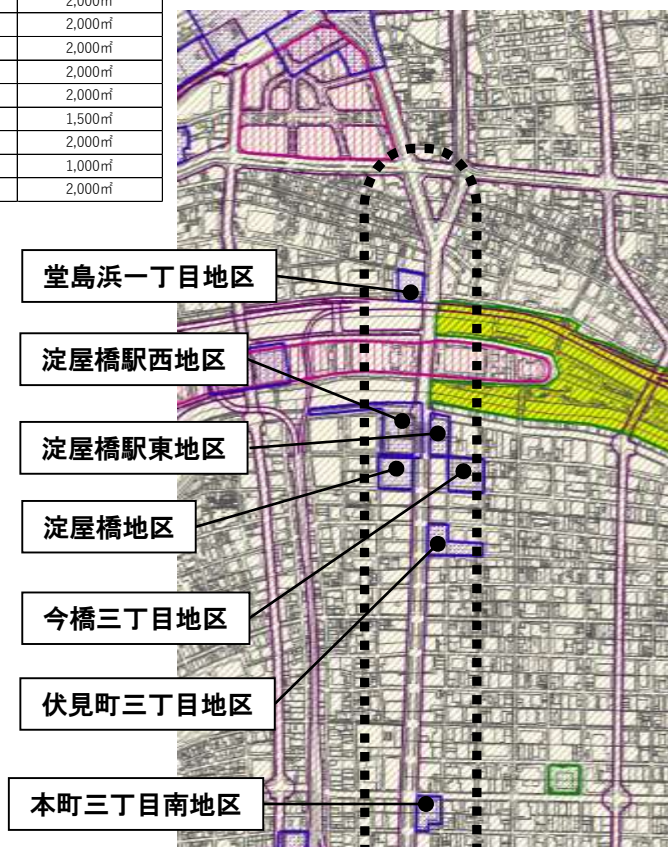 2,000㎡
2,000㎡
2,000㎡
2,000㎡
2,000㎡
1,500㎡
2,000㎡
1,000㎡
2,000㎡
堂島浜一丁目地区
淀屋橋駅西地区
淀屋橋駅東地区
淀屋橋地区
今橋三丁目地区
伏見町三丁目地区
本町三丁目南地区